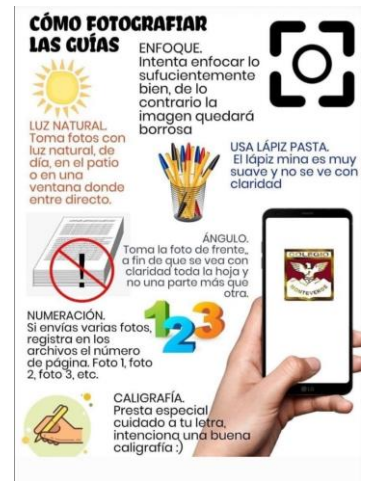 CÓMO FOTOGRAFIAR
LAS GUÍAS
ENFOQUE.
Intenta enfocar lo
sufucientemente
bien, de lo
contrario la
imagen quedará
borrosa
LUZ NATURAL.
Toma fotos con
luz natural, de
día, en el patio
o en una
ventana donde
entre directo.
USA LÁPIZ PASTA.
El lápiz mina es muy
suave y no se ve con
claridad
ÁNGULO.
Toma la foto de frente,,
a fin de que se vea con
claridad toda la hoja y
no una parte más que
otra.
COLEGIO
MONTEVERDE
NUMERACIÓN.
Si envías varias fotos,
registra en los
archivos el número
de página. Foto 1, foto
2, foto 3, etc.
123
CALIGRAFÍA.
Presta especial
cuidado a tu letra,
intenciona una buena
caligrafía :)
LG